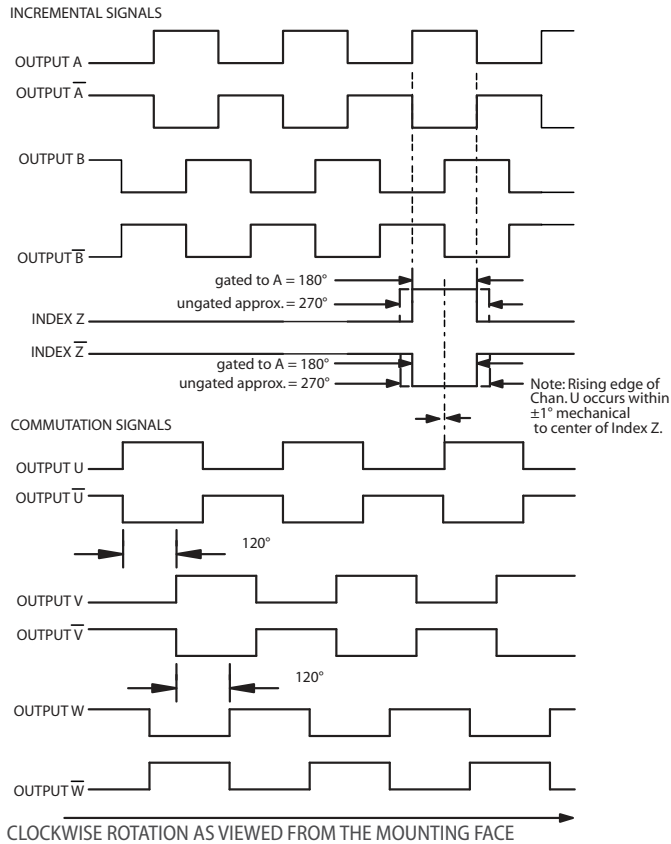 INCREMENTAL SIGNALS
OUTPUT A
OUTPUT A̅
OUTPUT B
OUTPUT B̅
gated to A = 180°
ungated approx. = 270°
INDEX Z
INDEX Z̅
gated to A = 180°
ungated approx. = 270°
Note: Rising edge of
Chan. U occurs within
±1° mechanical
to center of Index Z.
COMMUTATION SIGNALS
OUTPUT U
OUTPUT U̅
120°
OUTPUT V
OUTPUT V̅
120°
OUTPUT W
OUTPUT W̅
CLOCKWISE ROTATION AS VIEWED FROM THE MOUNTING FACE